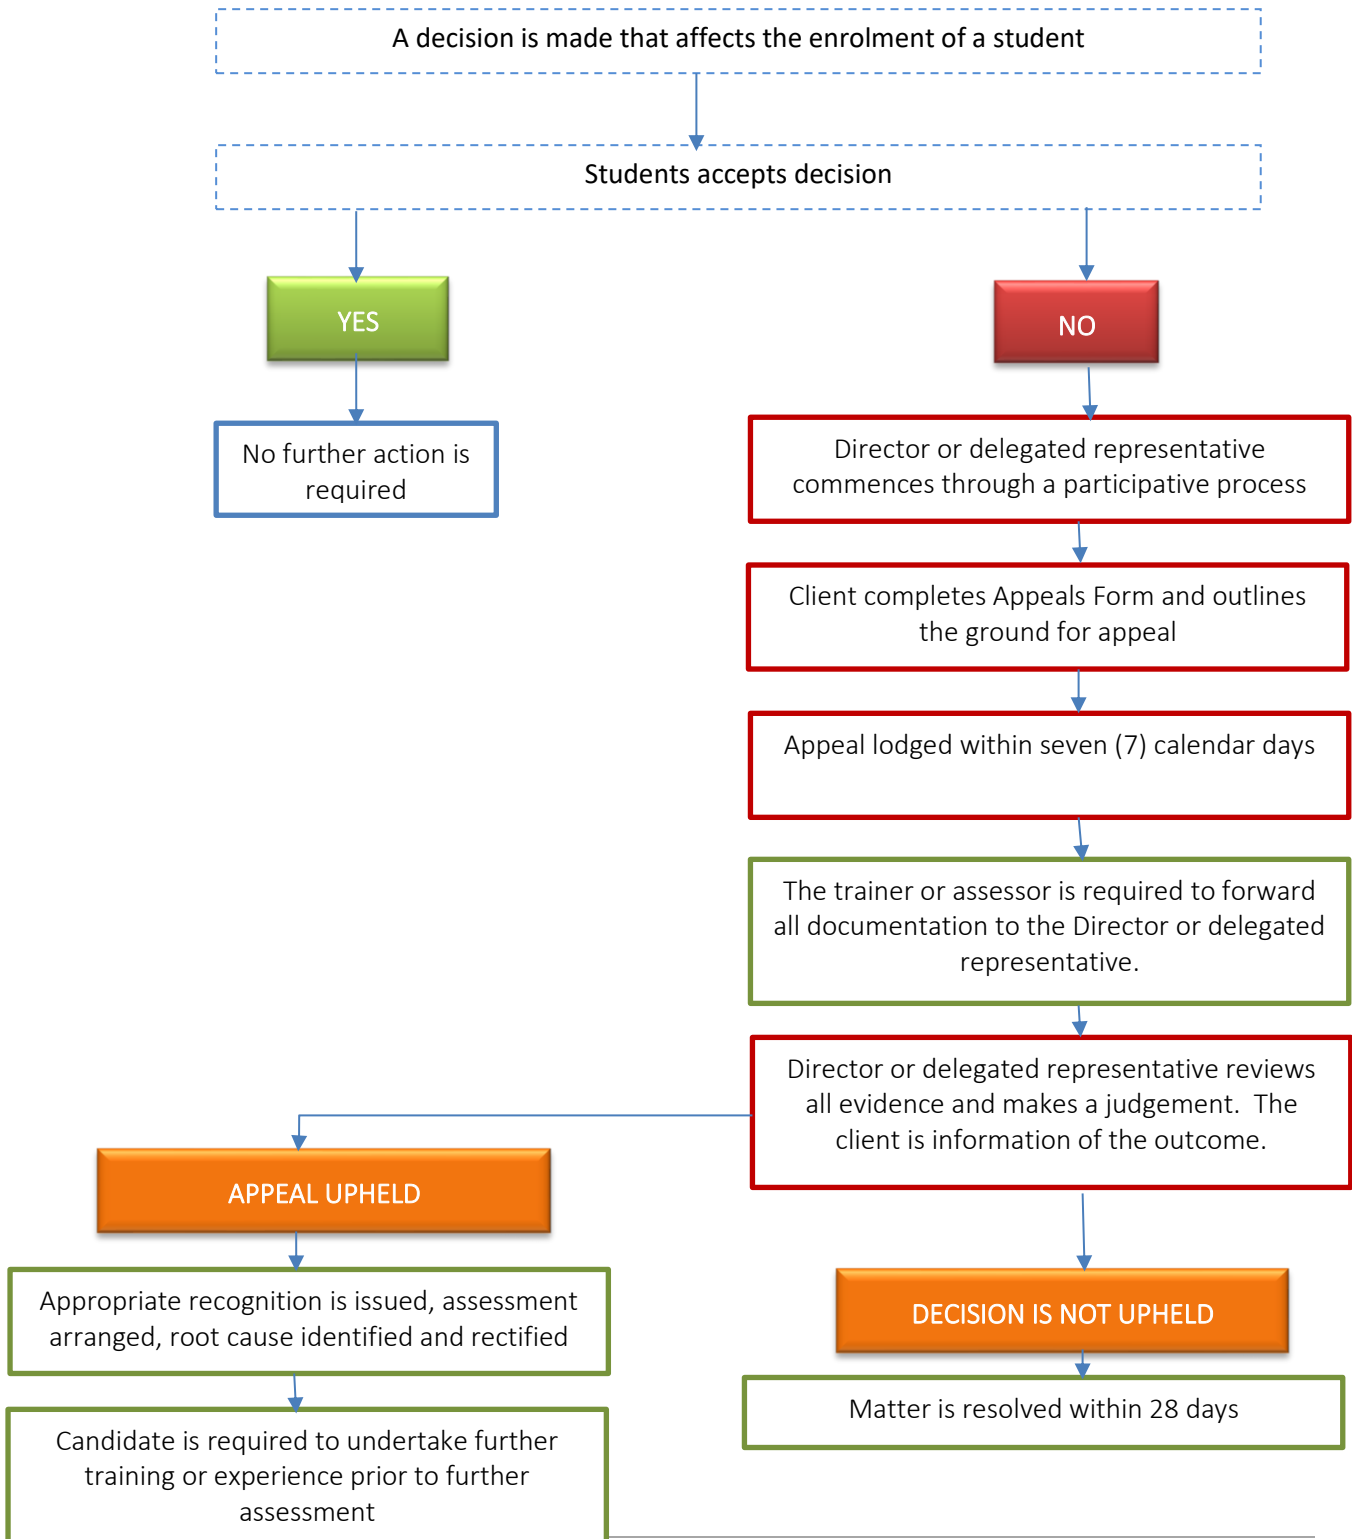 A decision is made that affects the enrolment of a student
Students accepts decision
YES
NO
No further action is
required
Director or delegated representative
commences through a participative process
Client completes Appeals Form and outlines
the ground for appeal
Appeal lodged within seven (7) calendar days
The trainer or assessor is required to forward
all documentation to the Director or delegated
representative.
Director or delegated representative reviews
all evidence and makes a judgement.  The
client is information of the outcome.
APPEAL UPHELD
Appropriate recognition is issued, assessment
arranged, root cause identified and rectified
Candidate is required to undertake further
training or experience prior to further
assessment
DECISION IS NOT UPHELD
Matter is resolved within 28 days